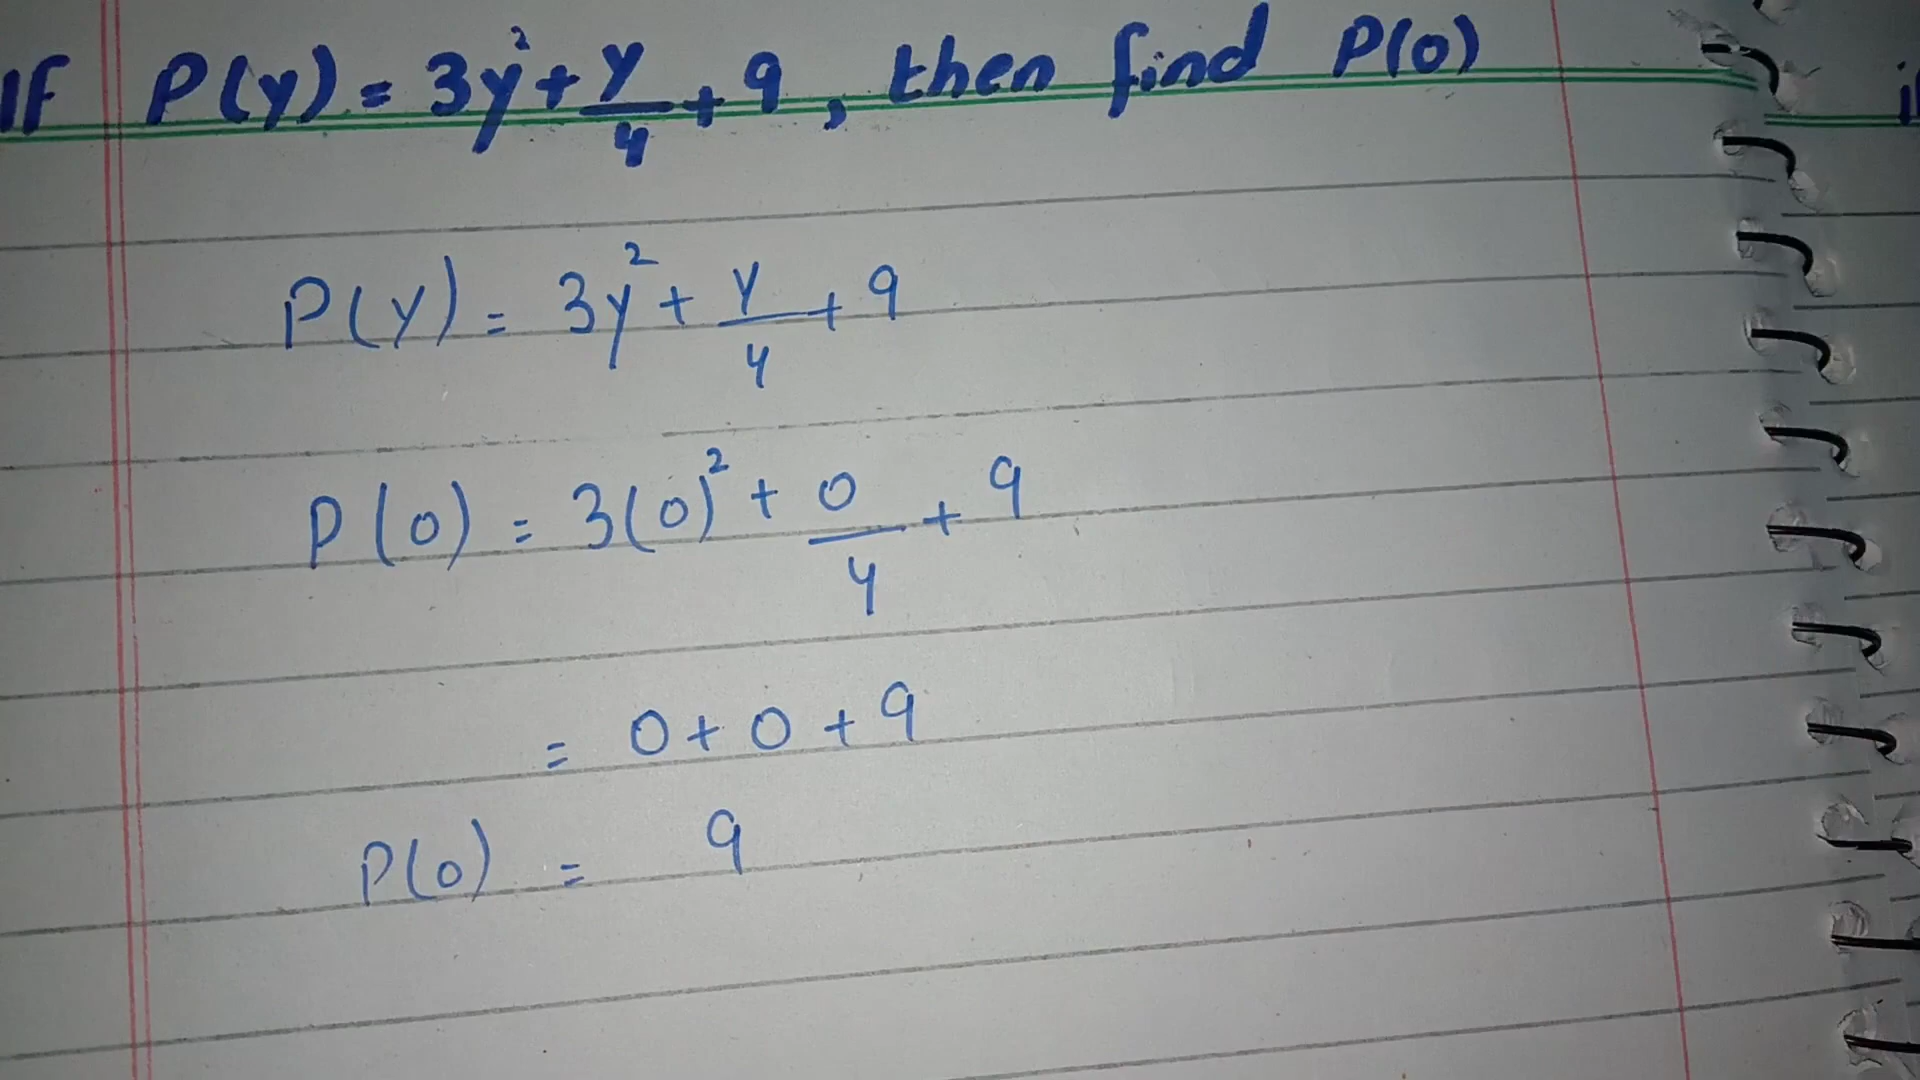 If P(y) = 3y² + y/4 + 9, then find P(0)
P(y) = 3y² + y/4 + 9
P(0) = 3(0)² + 0/4 + 9
= 0 + 0 + 9
P(0) = 9